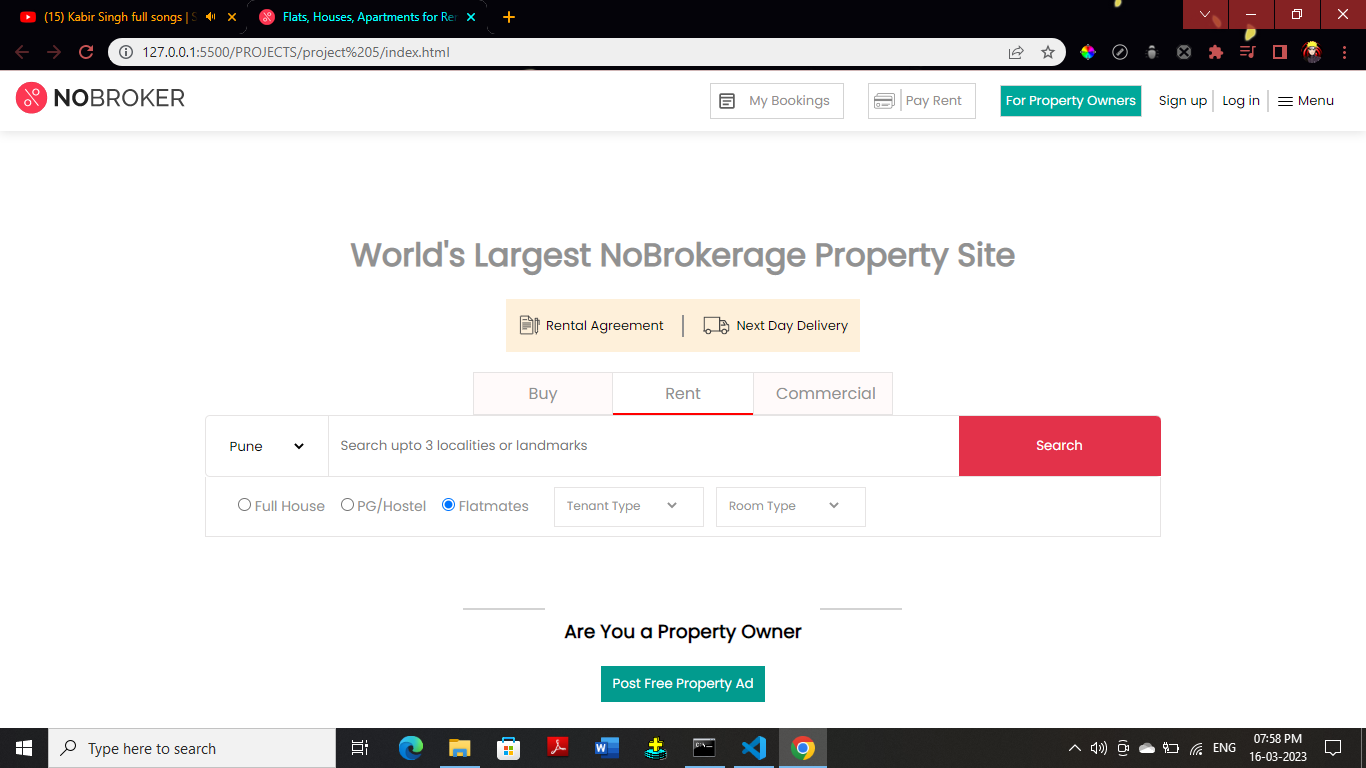 (15) Kabir Singh full songs | S
Flats, Houses, Apartments for Ren
127.0.0.1:5500/PROJECTS/project%205/index.html
NOBROKER
My Bookings
Pay Rent
For Property Owners
Sign up
Log in
Menu
World's Largest NoBrokerage Property Site
Rental Agreement
Next Day Delivery
Buy
Rent
Commercial
Pune
Search upto 3 localities or landmarks
Search
Full House
PG/Hostel
Flatmates
Tenant Type
Room Type
Are You a Property Owner
Post Free Property Ad
Type here to search
ENG
07:58 PM
16-03-2023